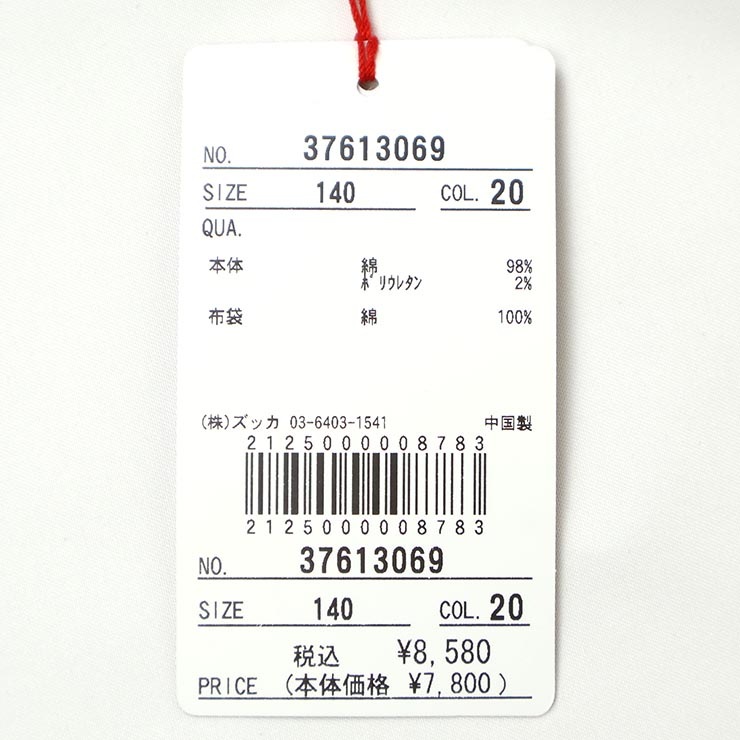 NO. 37613069
SIZE 140 COL. 20
QUA.
本体 綿 98%
ﾎﾟﾘｳﾚﾀﾝ 2%
布袋 綿 100%
(株)ズッカ 03-6403-1541 中国製
2125000008783
2125000008783
NO. 37613069
SIZE 140 COL. 20
税込 ¥8,580
PRICE (本体価格 ¥7,800)